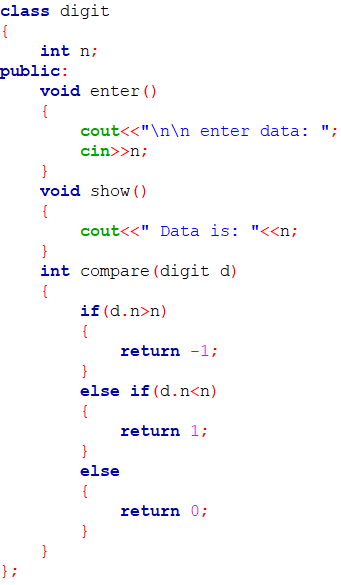 class digit
{
    int n;
public:
    void enter()
    {
        cout<<"\n\n enter data: ";
        cin>>n;
    }
    void show()
    {
        cout<<" Data is: "<<n;
    }
    int compare(digit d)
    {
        if(d.n>n)
        {
            return -1;
        }
        else if(d.n<n)
        {
            return 1;
        }
        else
        {
            return 0;
        }
    }
};